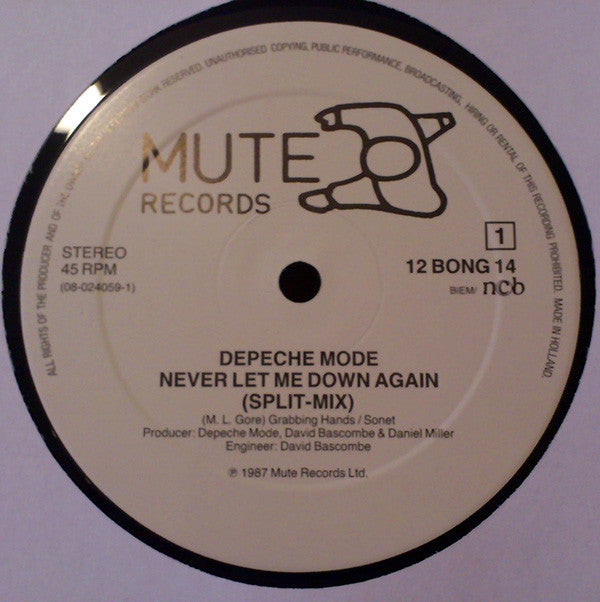 ALL RIGHTS OF THE PRODUCER AND OF THE OWNER OF THE RECORDED WORK RESERVED. UNAUTHORISED COPYING, PUBLIC PERFORMANCE, BROADCASTING, HIRING OR RENTAL OF THIS RECORDING PROHIBITED. MADE IN HOLLAND.
MUTE
RECORDS
STEREO
45 RPM
(08-024059-1)
1
12 BONG 14
BIEM/ ncb
DEPECHE MODE
NEVER LET ME DOWN AGAIN
(SPLIT-MIX)
(M. L. Gore) Grabbing Hands / Sonet
Producer: Depeche Mode, David Bascombe & Daniel Miller
Engineer: David Bascombe
℗ 1987 Mute Records Ltd.